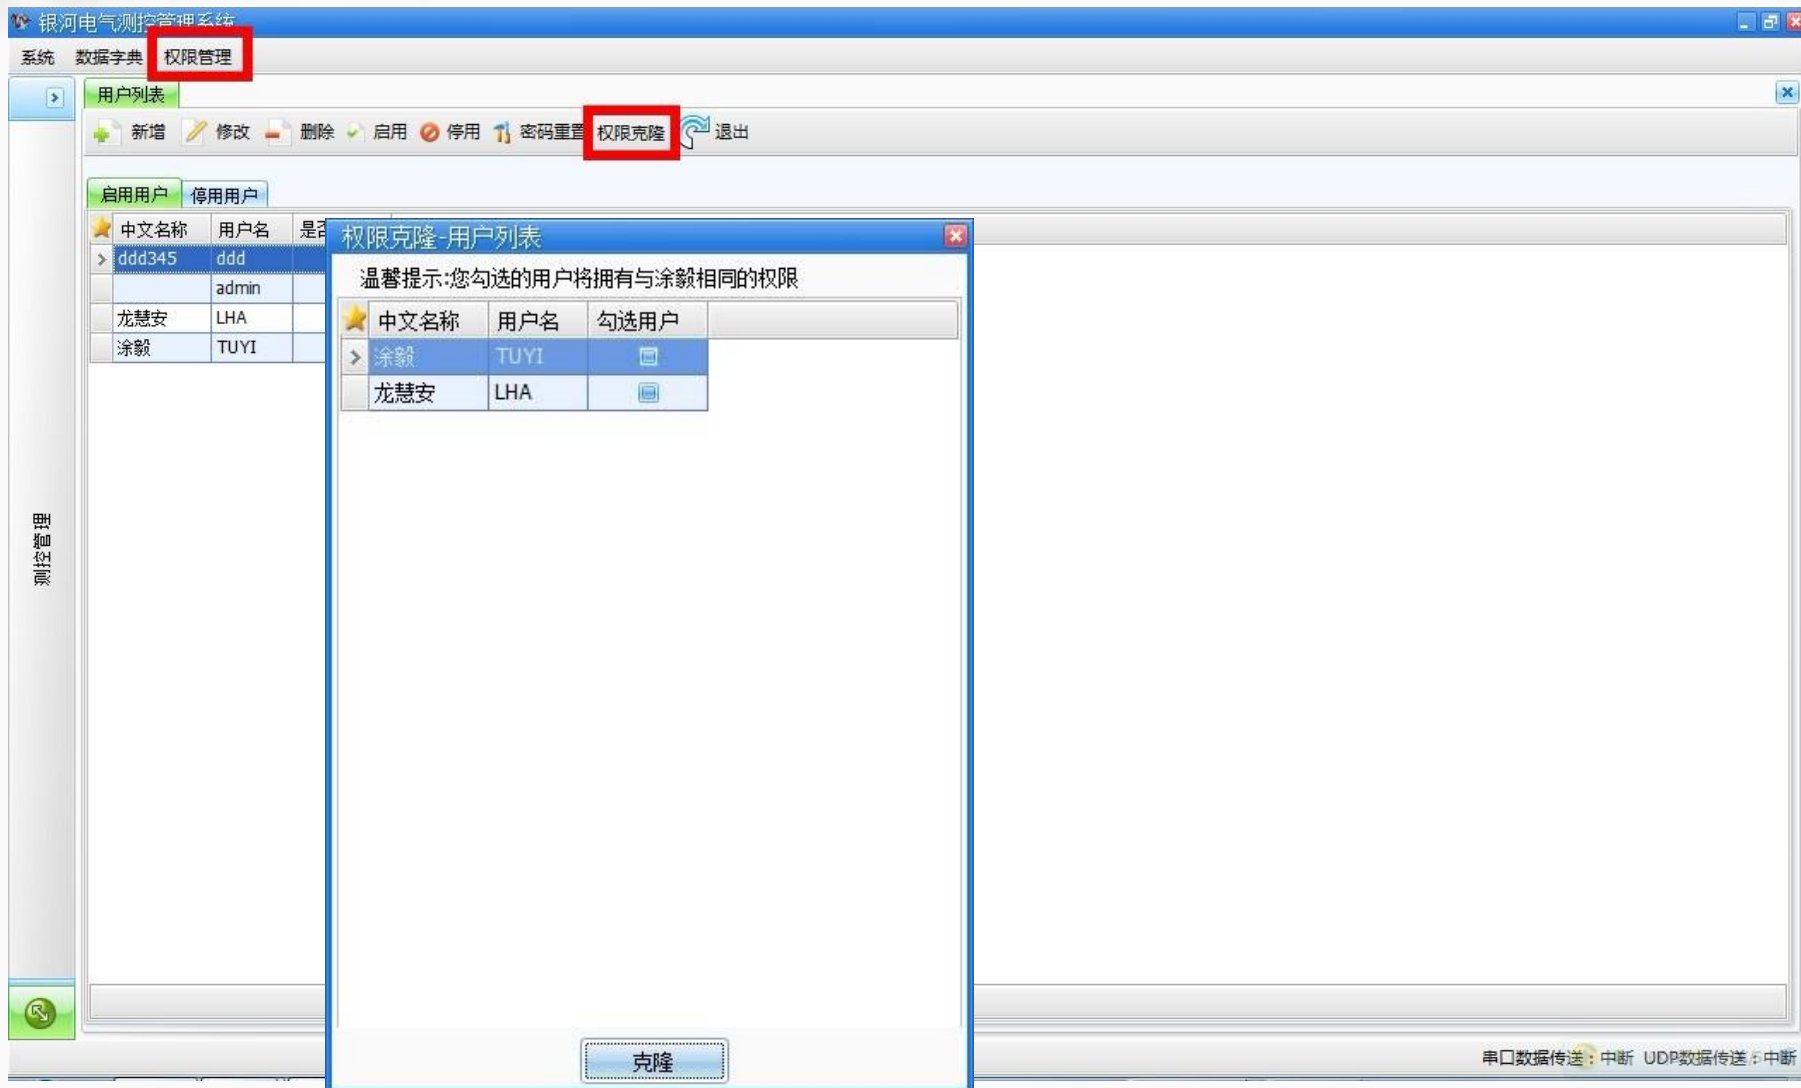 银河电气测控管理系统
系统 数据字典 权限管理
用户列表
新增 修改 删除 启用 停用 密码重置 权限克隆 退出
启用用户 停用用户
中文名称 用户名 是否
ddd345 ddd
admin
龙慧安 LHA
涂毅 TUYI
权限克隆-用户列表
温馨提示:您勾选的用户将拥有与涂毅相同的权限
中文名称 用户名 勾选用户
涂毅 TUYI
龙慧安 LHA
测控管理
克隆
串口数据传送：中断 UDP数据传送：中断